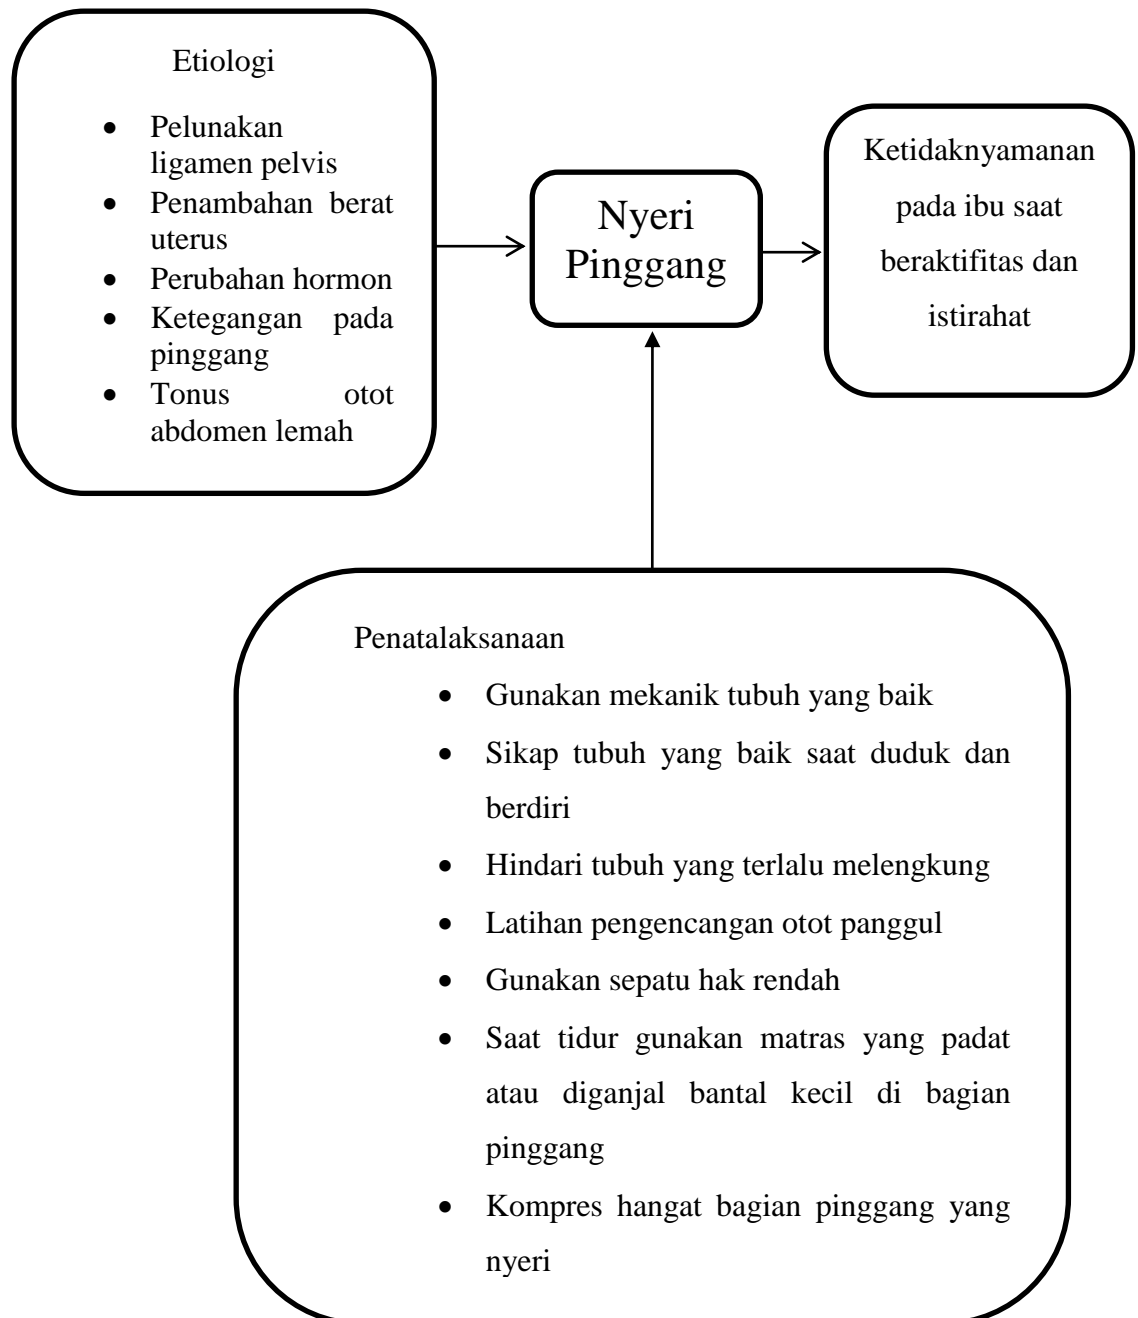 Etiologi
• Pelunakan
ligamen pelvis
• Penambahan berat
uterus
• Perubahan hormon
• Ketegangan pada
pinggang
• Tonus otot
abdomen lemah
Nyeri
Pinggang
Ketidaknyamanan
pada ibu saat
beraktifitas dan
istirahat
Penatalaksanaan
• Gunakan mekanik tubuh yang baik
• Sikap tubuh yang baik saat duduk dan
berdiri
• Hindari tubuh yang terlalu melengkung
• Latihan pengencangan otot panggul
• Gunakan sepatu hak rendah
• Saat tidur gunakan matras yang padat
atau diganjal bantal kecil di bagian
pinggang
• Kompres hangat bagian pinggang yang
nyeri